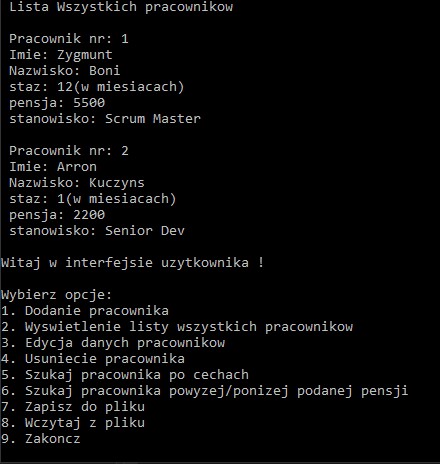 Lista Wszystkich pracownikow
Pracownik nr: 1
Imie: Zygmunt
Nazwisko: Boni
staz: 12(w miesiacach)
pensja: 5500
stanowisko: Scrum Master
Pracownik nr: 2
Imie: Arron
Nazwisko: Kuczyns
staz: 1(w miesiacach)
pensja: 2200
stanowisko: Senior Dev
Witaj w interfejsie uzytkownika !
Wybierz opcje:
1. Dodanie pracownika
2. Wyswietlenie listy wszystkich pracownikow
3. Edycja danych pracownikow
4. Usuniecie pracownika
5. Szukaj pracownika po cechach
6. Szukaj pracownika powyzej/ponizej podanej pensji
7. Zapisz do pliku
8. Wczytaj z pliku
9. Zakoncz